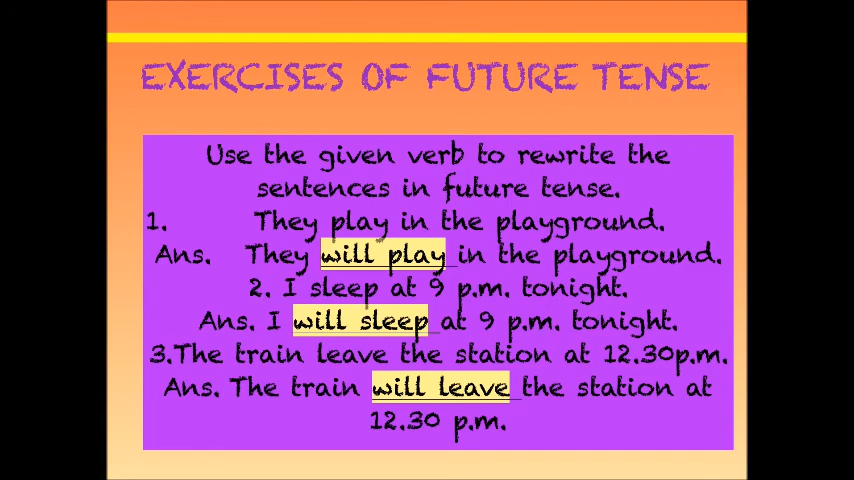 EXERCISES OF FUTURE TENSE
Use the given verb to rewrite the
sentences in future tense.
1. They play in the playground.
Ans. They will play in the playground.
2. I sleep at 9 p.m. tonight.
Ans. I will sleep at 9 p.m. tonight.
3.The train leave the station at 12.30p.m.
Ans. The train will leave the station at
12.30 p.m.